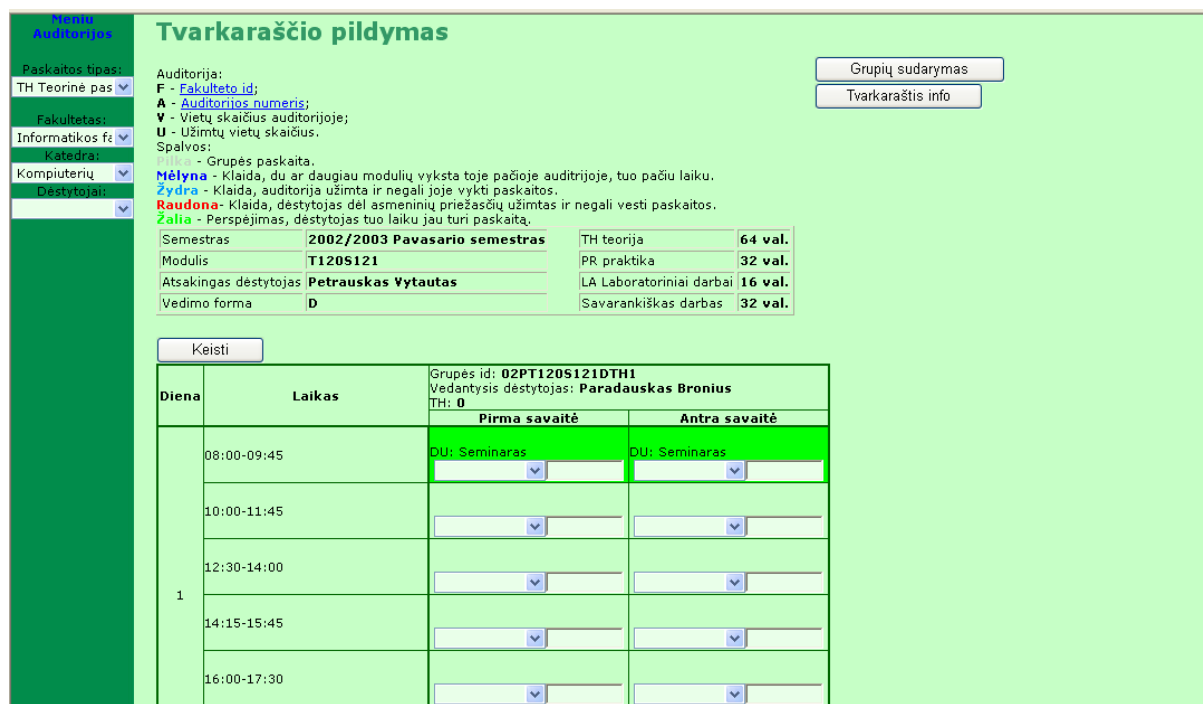 Meniu
Auditorijos
Paskaitos tipas:
TH Teorinė pas
Fakultetas:
Informatikos fa
Katedra:
Kompiuterių
Dėstytojai:
Tvarkaraščio pildymas
Grupių sudarymas
Tvarkaraštis info
Auditorija:
F - Fakulteto id;
A - Auditorijos numeris;
V - Vietų skaičius auditorijoje;
U - Užimtų vietų skaičius.
Spalvos:
Pilka - Grupės paskaita.
Mėlyna - Klaida, du ar daugiau modulių vyksta toje pačioje auditrijoje, tuo pačiu laiku.
Žydra - Klaida, auditorija užimta ir negali joje vykti paskaitos.
Raudona- Klaida, dėstytojas dėl asmeninių priežasčių užimtas ir negali vesti paskaitos.
Žalia - Perspėjimas, dėstytojas tuo laiku jau turi paskaitą.
Semestras 2002/2003 Pavasario semestras TH teorija 64 val.
Modulis T120S121 PR praktika 32 val.
Atsakingas dėstytojas Petrauskas Vytautas LA Laboratoriniai darbai 16 val.
Vedimo forma D Savarankiškas darbas 32 val.
Keisti
Diena Laikas
Grupės id: 02PT120S121DTH1
Vedantysis dėstytojas: Paradauskas Bronius
TH: 0
Pirma savaitė Antra savaitė
1
08:00-09:45 DU: Seminaras DU: Seminaras
10:00-11:45
12:30-14:00
14:15-15:45
16:00-17:30